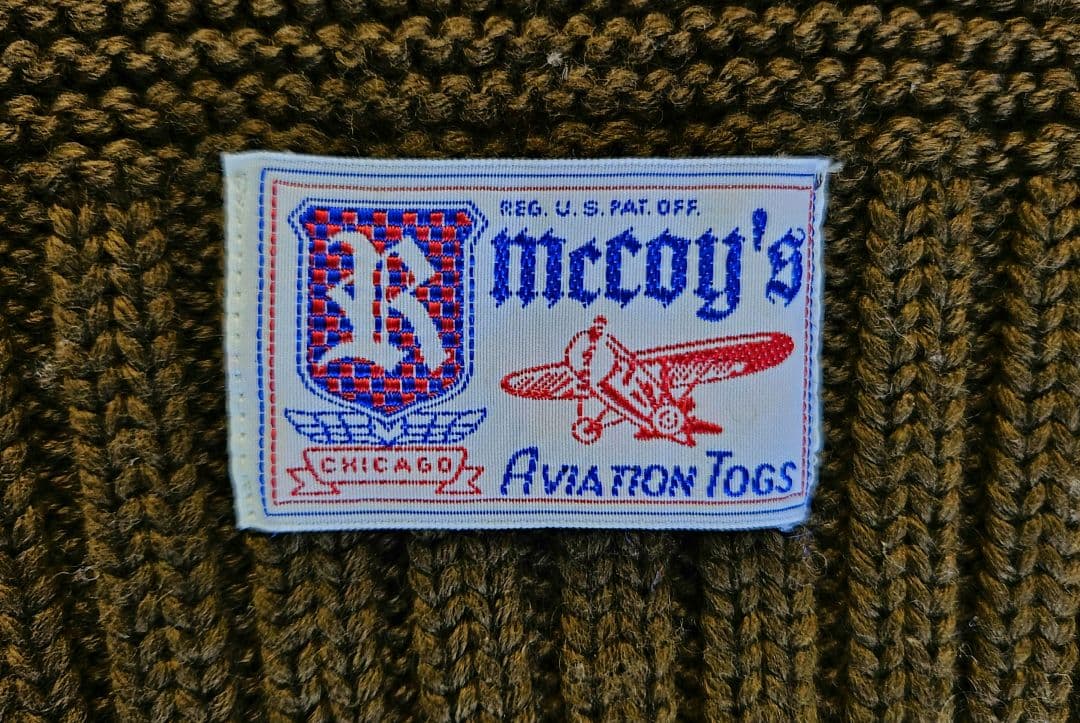 R
REG. U. S. PAT. OFF.
mccoy's
CHICAGO
AVIATION TOGS